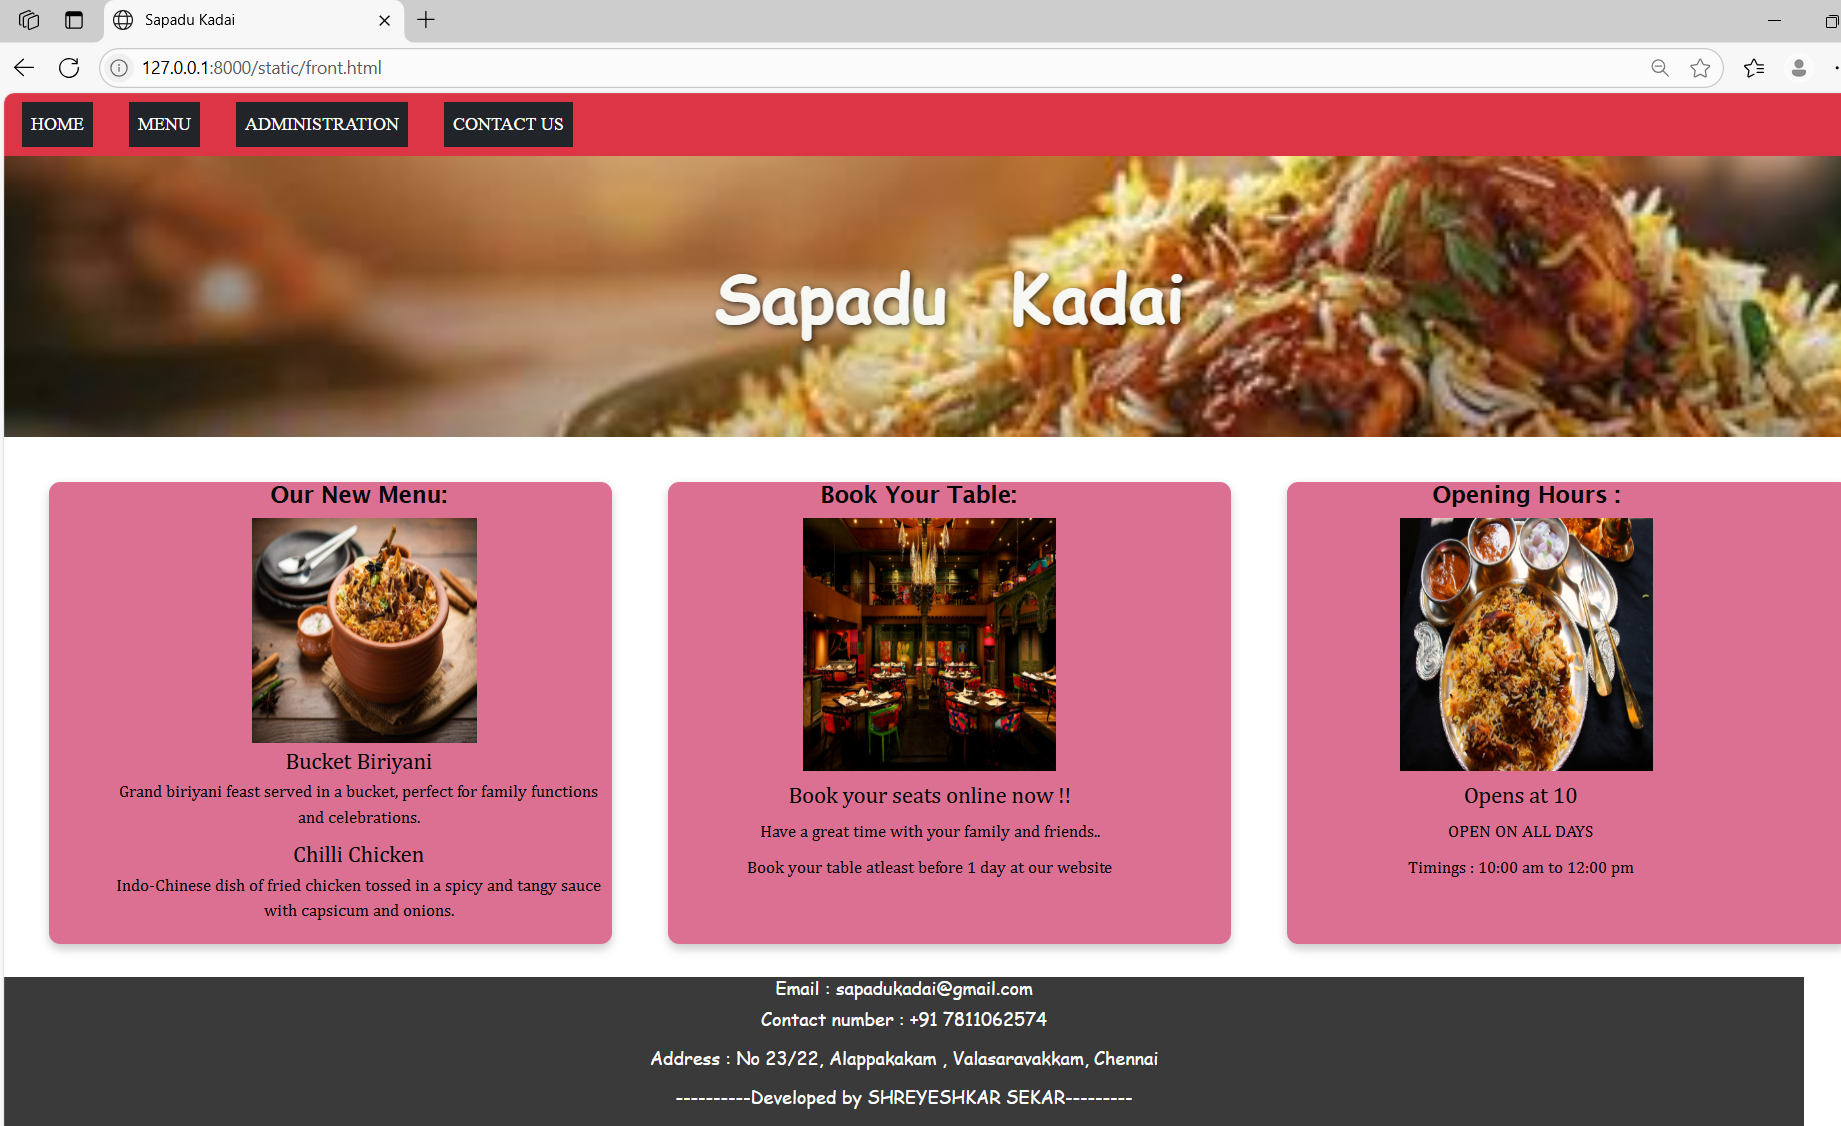 Sapadu Kadai
127.0.0.1:8000/static/front.html
HOME MENU ADMINISTRATION CONTACT US
Sapadu Kadai
Our New Menu:
Bucket Biriyani
Grand biriyani feast served in a bucket, perfect for family functions
and celebrations.
Chilli Chicken
Indo-Chinese dish of fried chicken tossed in a spicy and tangy sauce
with capsicum and onions.
Book Your Table:
Book your seats online now !!
Have a great time with your family and friends..
Book your table atleast before 1 day at our website
Opening Hours :
Opens at 10
OPEN ON ALL DAYS
Timings : 10:00 am to 12:00 pm
Email : sapadukadai@gmail.com
Contact number : +91 7811062574
Address : No 23/22, Alappakakam , Valasaravakkam, Chennai
----------Developed by SHREYESHKAR SEKAR---------